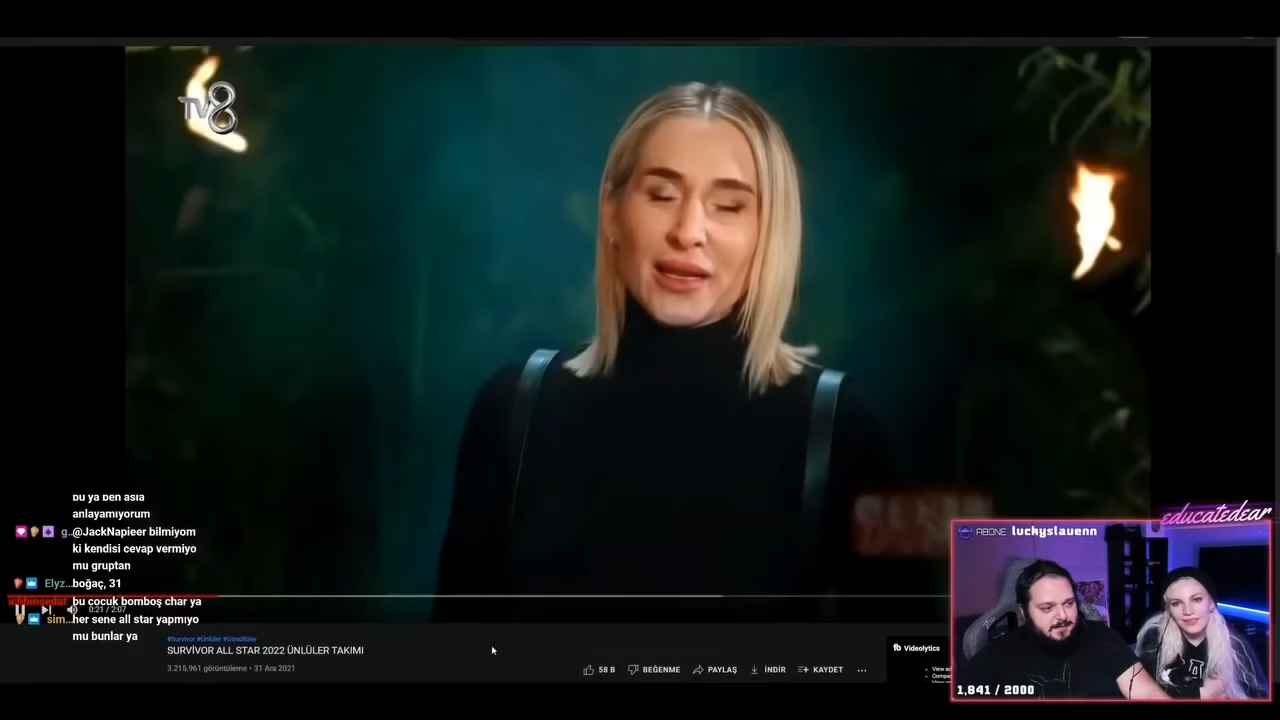 TV8
bu ya ben asla
anlayamıyorum
g.. @JackNapieer bilmiyom
ki kendisi cevap vermiyo
mu gruptan
Elyz... boğaç, 31
ichbinsedat bu cocuk bomboş char ya
0:21 / 2:07
sim... her sene all star yapmıyo
mu bunlar ya
#Survivor #Ünlüler #Gönüllüler
SURVİVOR ALL STAR 2022 ÜNLÜLER TAKIMI
3.215.961 görüntüleme • 31 Ara 2021
58 B BEĞENME PAYLAŞ İNDİR KAYDET ...
Videolytics
educatedear
ABONE luckyslavenn
1,841 / 2000